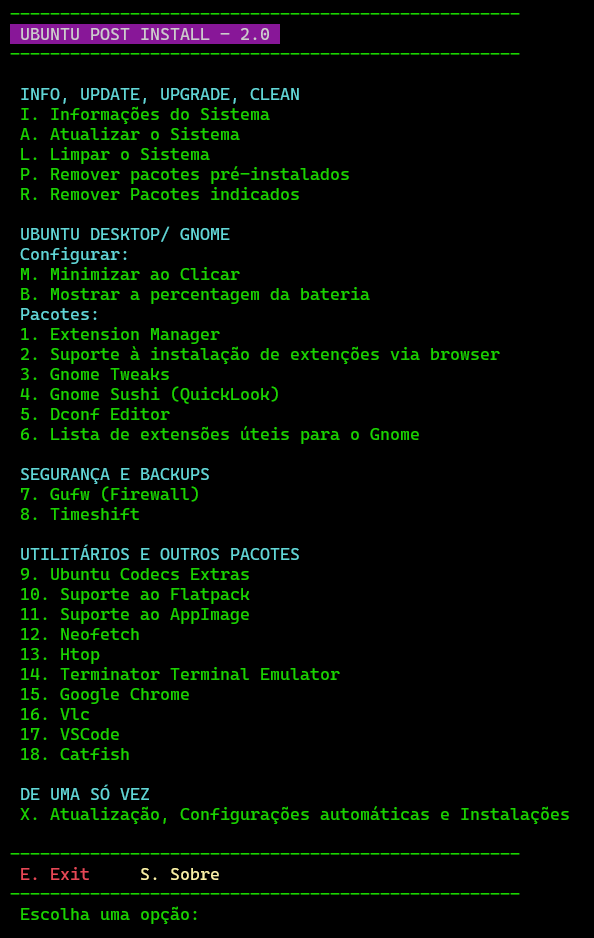 UBUNTU POST INSTALL - 2.0
INFO, UPDATE, UPGRADE, CLEAN
I. Informações do Sistema
A. Atualizar o Sistema
L. Limpar o Sistema
P. Remover pacotes pré-instalados
R. Remover Pacotes indicados
UBUNTU DESKTOP/ GNOME
Configurar:
M. Minimizar ao Clicar
B. Mostrar a percentagem da bateria
Pacotes:
1. Extension Manager
2. Suporte à instalação de extenções via browser
3. Gnome Tweaks
4. Gnome Sushi (QuickLook)
5. Dconf Editor
6. Lista de extensões úteis para o Gnome
SEGURANÇA E BACKUPS
7. Gufw (Firewall)
8. Timeshift
UTILITÁRIOS E OUTROS PACOTES
9. Ubuntu Codecs Extras
10. Suporte ao Flatpack
11. Suporte ao AppImage
12. Neofetch
13. Htop
14. Terminator Terminal Emulator
15. Google Chrome
16. Vlc
17. VSCode
18. Catfish
DE UMA SÓ VEZ
X. Atualização, Configurações automáticas e Instalações
E. Exit     S. Sobre
Escolha uma opção: